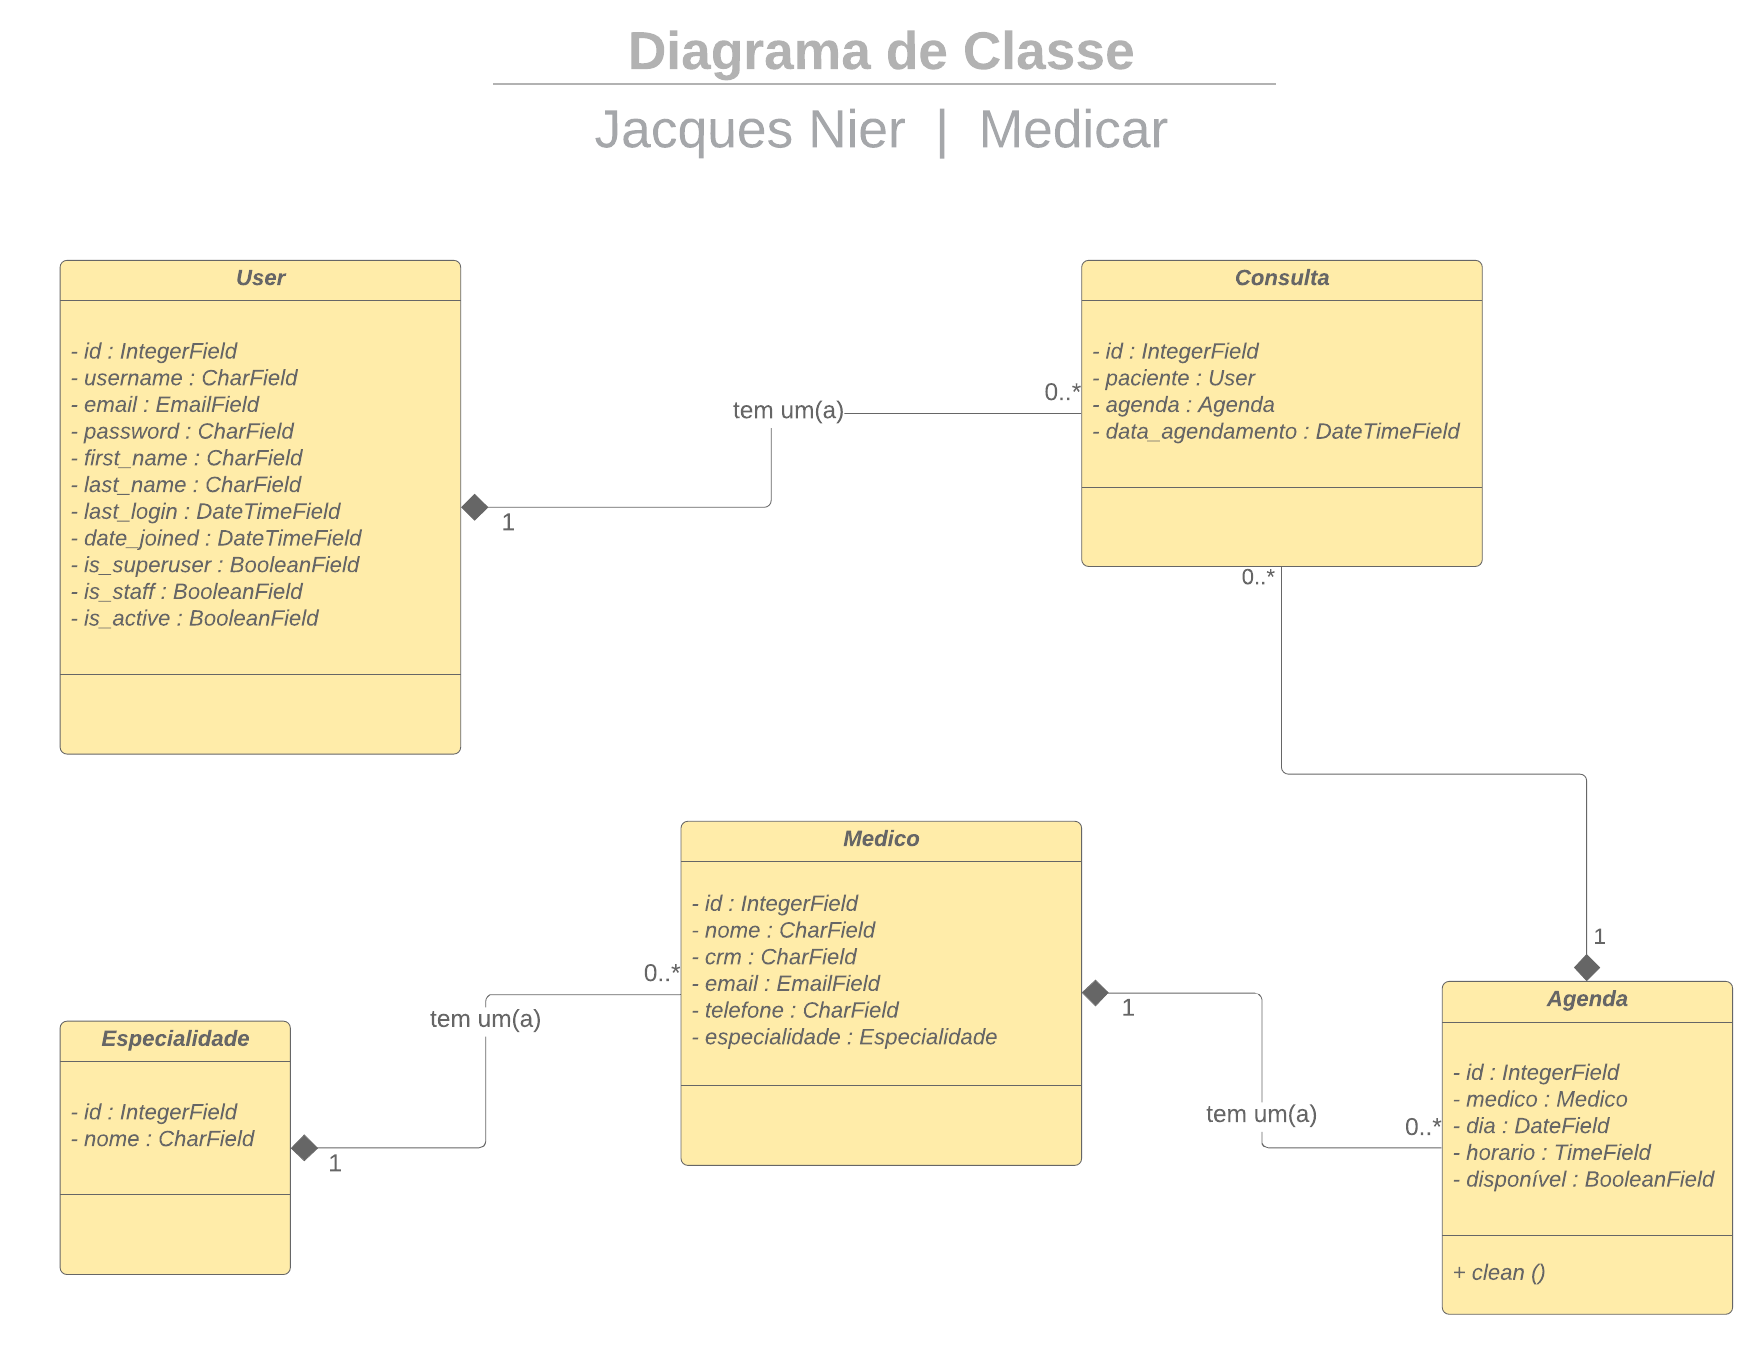 Diagrama de Classe
Jacques Nier | Medicar
User
- id : IntegerField
- username : CharField
- email : EmailField
- password : CharField
- first_name : CharField
- last_name : CharField
- last_login : DateTimeField
- date_joined : DateTimeField
- is_superuser : BooleanField
- is_staff : BooleanField
- is_active : BooleanField
1
tem um(a)
0..*
Consulta
- id : IntegerField
- paciente : User
- agenda : Agenda
- data_agendamento : DateTimeField
0..*
1
Especialidade
- id : IntegerField
- nome : CharField
1
tem um(a)
0..*
Medico
- id : IntegerField
- nome : CharField
- crm : CharField
- email : EmailField
- telefone : CharField
- especialidade : Especialidade
1
tem um(a)
0..*
Agenda
- id : IntegerField
- medico : Medico
- dia : DateField
- horario : TimeField
- disponível : BooleanField
+ clean ()